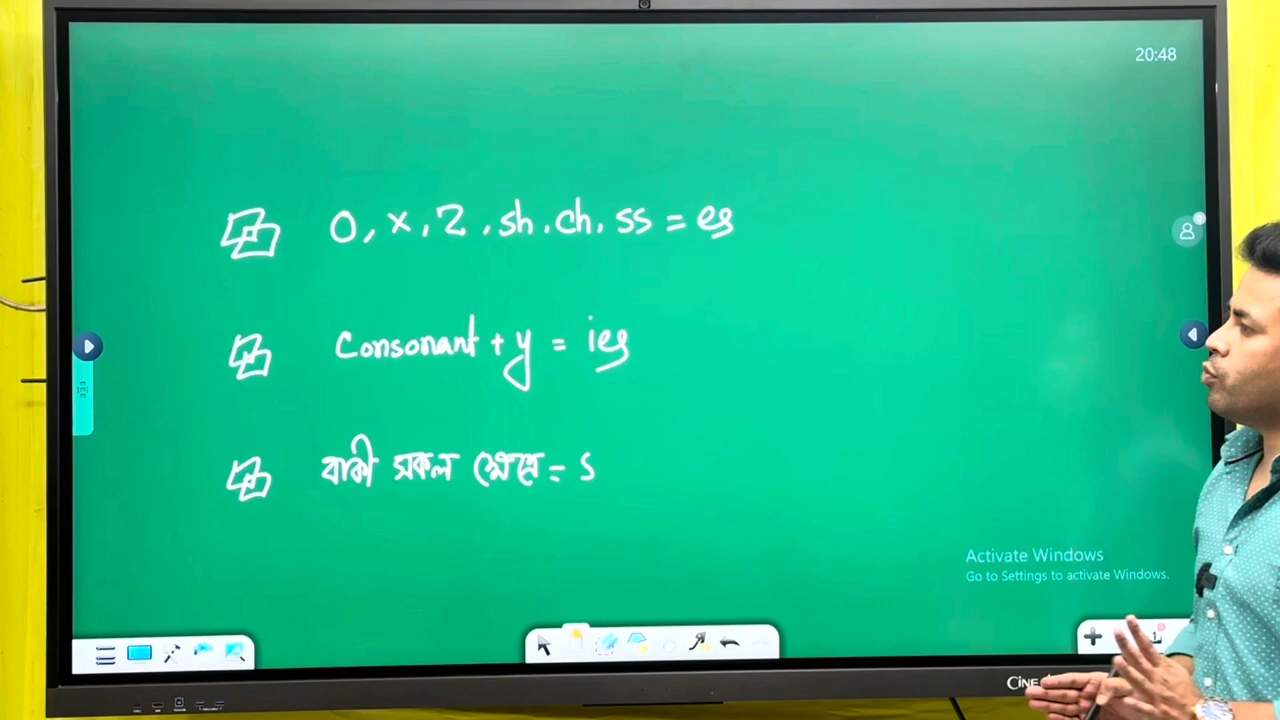 20:48
O, x, z, sh, ch, ss = es
Consonant + y = ies
বাকী সকল ক্ষেত্রে = s
Activate Windows
Go to Settings to activate Windows.